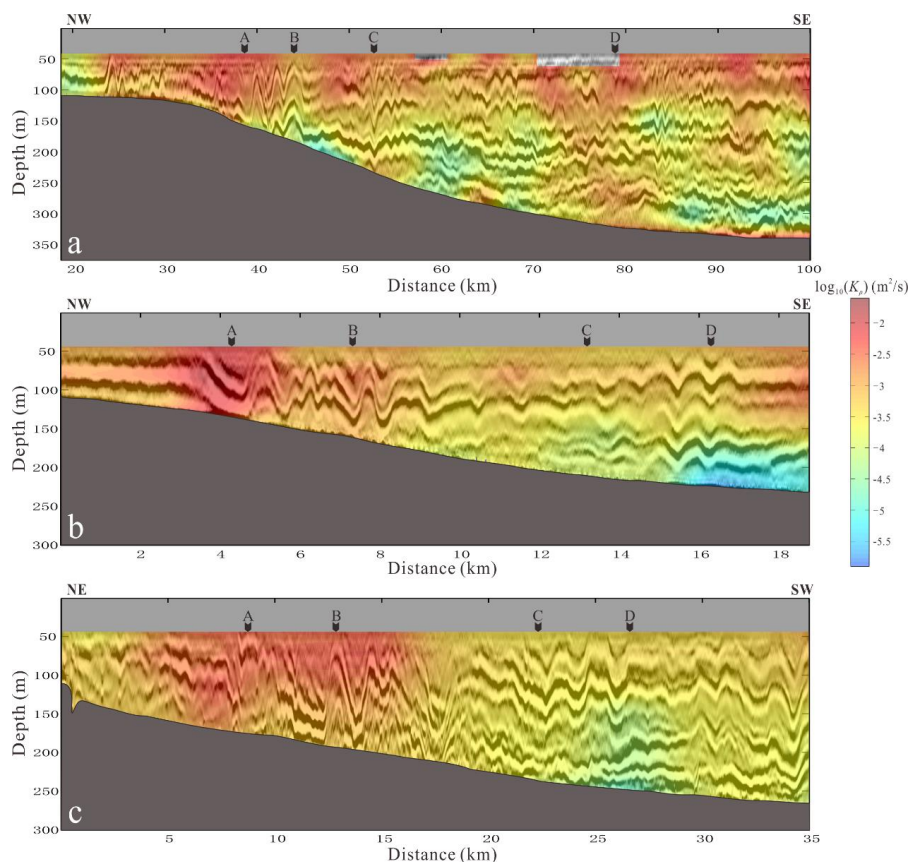 NW SE
A B C D
50
100
150
200
250
300
350
Depth (m)
a
20 30 40 50 60 70 80 90 100
Distance (km)
log₁₀(Kρ) (m²/s)
-2
-2.5
-3
-3.5
-4
-4.5
-5
-5.5
NW SE
A B C D
50
100
150
200
250
300
Depth (m)
b
2 4 6 8 10 12 14 16 18
Distance (km)
NE SW
A B C D
50
100
150
200
250
300
Depth (m)
c
5 10 15 20 25 30 35
Distance (km)